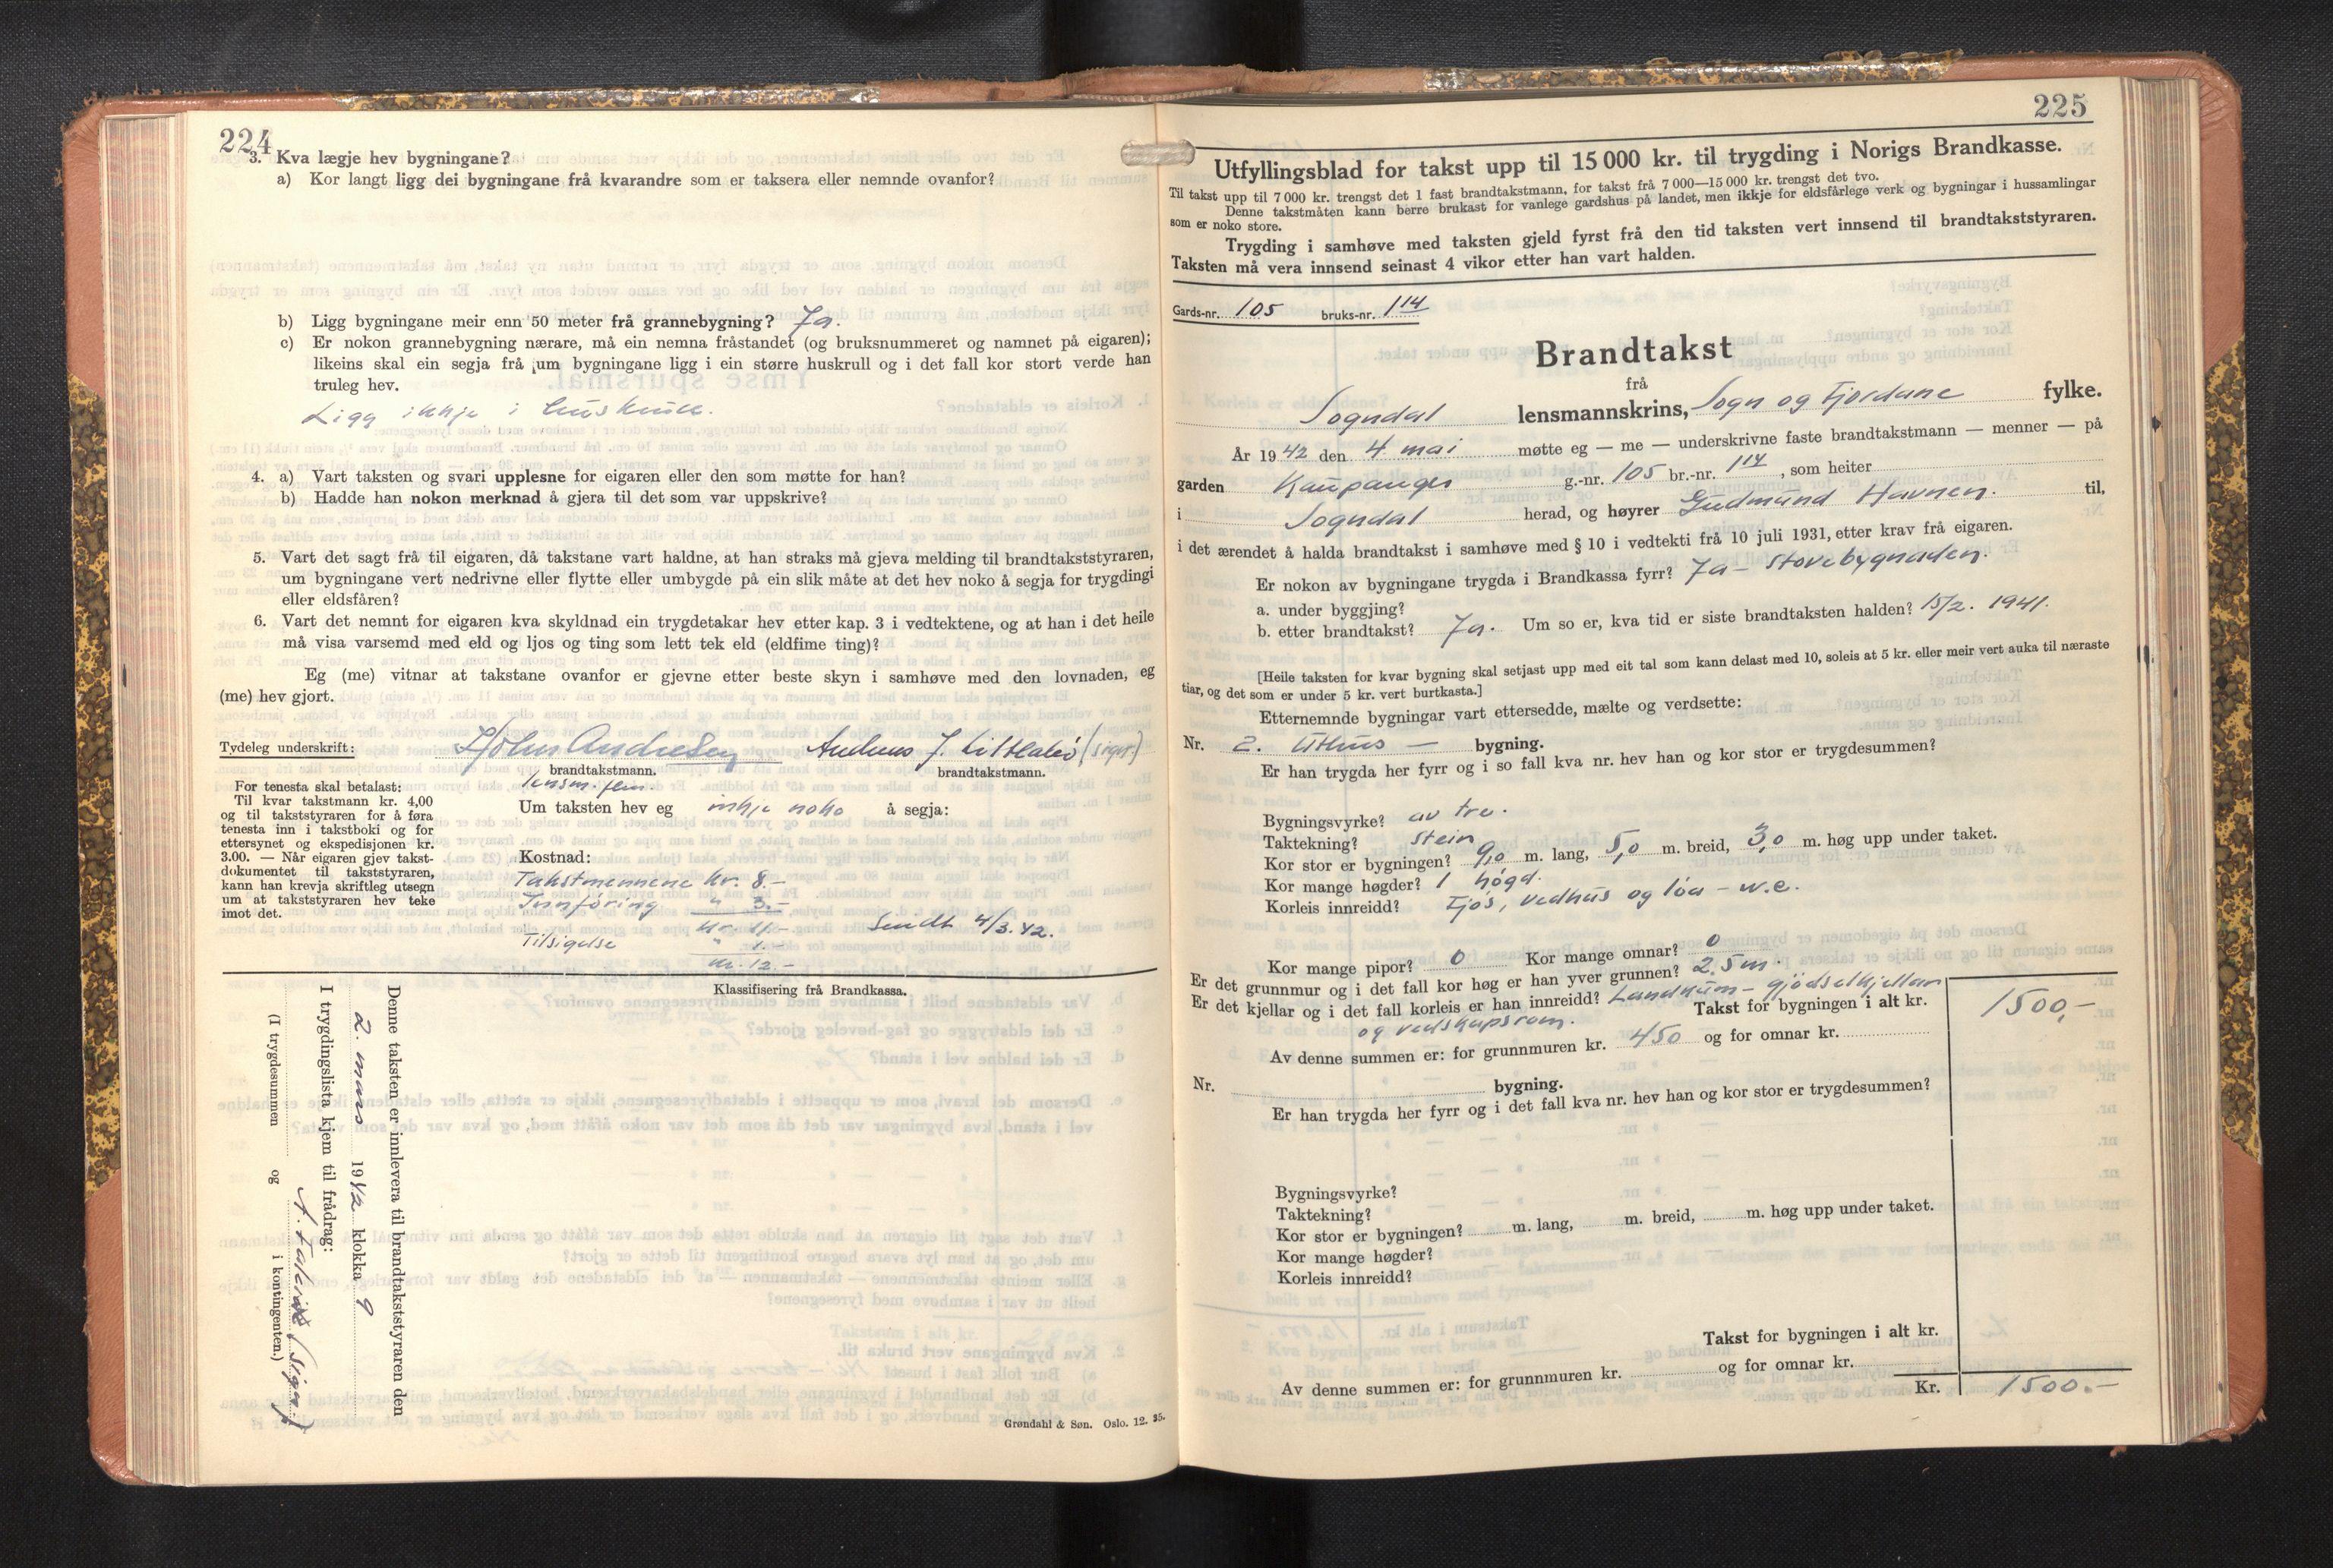 224
3. Kva lægje hev bygningane?
a) Kor langt ligg dei bygningane frå kvarandre som er taksera eller nemnde ovanfor?
b) Ligg bygningane meir enn 50 meter frå grannebygning? Ja.
c) Er nokon grannebygning nærare, må ein nemna fråstandet (og bruksnummeret og namnet på eigaren);
likeins skal ein segja frå um bygningane ligg i ein større huskrull og i det fall kor stort verde han
truleg hev.
Ligg ikkje i huskrull.
4. a) Vart taksten og svari upplesne for eigaren eller den som møtte for han?
b) Hadde han nokon merknad å gjera til det som var uppskrive?
5. Vart det sagt frå til eigaren, då takstane vart haldne, at han straks må gjeva melding til brandtakststyraren,
um bygningane vert nedrivne eller flytte eller umbygde på ein slik måte at det hev noko å segja for trygdingi
eller eldsfåren?
6. Vart det nemnt for eigaren kva skyldnad ein trygdetakar hev etter kap. 3 i vedtektene, og at han i det heile
må visa varsemd med eld og ljos og ting som lett tek eld (eldfime ting)?
Eg (me) vitnar at takstane ovanfor er gjevne etter beste skyn i samhøve med den lovnaden, eg
(me) hev gjort.
Tydeleg underskrift: John Andresen J. (sign.)
brandtakstmann. brandtakstmann.
lensm.
For tenesta skal betalast:
Til kvar takstmann kr. 4,00
og til takststyraren for å føra
tenesta inn i takstboki og for
ettersynet og ekspedisjonen kr.
3.00. — Når eigaren gjev takst-
dokumentet til takststyraren,
kann han krevja skriftleg utsegn
um at takststyraren hev teke
imot det.
Um taksten hev eg inkje noko å segja:
Kostnad:
Takstmennene kr. 8.-
Innføring " 3.-
kr. 11.-
Tilsigelse " 1.-
kr. 12.-
Sendt 4/3.42.
Klassifisering frå Brandkassa.
Denne taksten er innlevera til brandtakststyraren den
2. mars 1942 klokka 9
I trygdingslista kjem til frådrag:
(sign.)
(I trygdesummen og i kontingenten.)
Grøndahl & Søn. Oslo. 12. 35.
225
Utfyllingsblad for takst upp til 15 000 kr. til trygding i Norigs Brandkasse.
Til takst upp til 7 000 kr. trengst det 1 fast brandtakstmann, for takst frå 7 000—15 000 kr. trengst det tvo.
Denne takstmåten kann berre brukast for vanlege gardshus på landet, men ikkje for eldsfårlege verk og bygningar i hussamlingar
som er noko store.
Trygding i samhøve med taksten gjeld fyrst frå den tid taksten vert innsend til brandtakststyraren.
Taksten må vera innsend seinast 4 vikor etter han vart halden.
Gards-nr. 105 bruks-nr. 114
Brandtakst
frå
Sogndal lensmannskrins, Sogn og Fjordane fylke.
År 1942 den 4 mai møtte eg — me — underskrivne faste brandtakstmann — menner — på
garden Kaupanger g.-nr. 105 br.-nr. 114, som heiter
i Sogndal herad, og høyrer Gudmund Havnen. til,
i det ærendet å halda brandtakst i samhøve med § 10 i vedtekti frå 10 juli 1931, etter krav frå eigaren.
Er nokon av bygningane trygda i Brandkassa fyrr? Ja - Stovebygnaden.
a. under byggjing?
b. etter brandtakst? Ja. Um so er, kva tid er siste brandtaksten halden? 15/2. 1941.
[Heile taksten for kvar bygning skal setjast upp med eit tal som kann delast med 10, soleis at 5 kr. eller meir vert auka til næraste
tiar, og det som er under 5 kr. vert burtkasta.]
Etternemnde bygningar vart ettersedde, mælte og verdsette:
Nr. 2. Uthus — bygning.
Er han trygda her fyrr og i so fall kva nr. hev han og kor stor er trygdesummen?
Bygningsvyrke? av tre.
Taktekning? Stein
Kor stor er bygningen? 9,0 m. lang, 5,0 m. breid, 3,0 m. høg upp under taket.
Kor mange høgder? 1 høgd.
Korleis innreidd? Fjøs, vedhus og løa - w.c.
Kor mange pipor? 0 Kor mange omnar? 0
Er det grunnmur og i det fall kor høg er han yver grunnen? 2,5 m.
Er det kjellar og i det fall korleis er han innreidd? Landrum - gjødselkjellar
og vedskapsrom.
Takst for bygningen i alt kr. 1500,-
Av denne summen er: for grunnmuren kr. 450 og for omnar kr.
Nr. bygning.
Er han trygda her fyrr og i det fall kva nr. hev han og kor stor er trygdesummen?
Bygningsvyrke?
Taktekning?
Kor stor er bygningen? m. lang, m. breid, m. høg upp under taket.
Kor mange høgder?
Korleis innreidd?
Takst for bygningen i alt kr.
Av denne summen er: for grunnmuren kr. og for omnar kr.
Kr. 1500.-